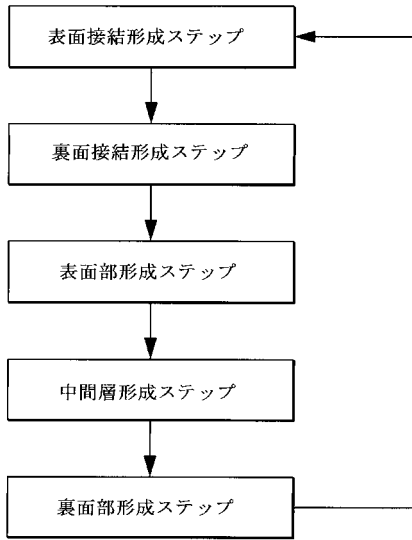 表面接結形成ステップ
裏面接結形成ステップ
表面部形成ステップ
中間層形成ステップ
裏面部形成ステップ